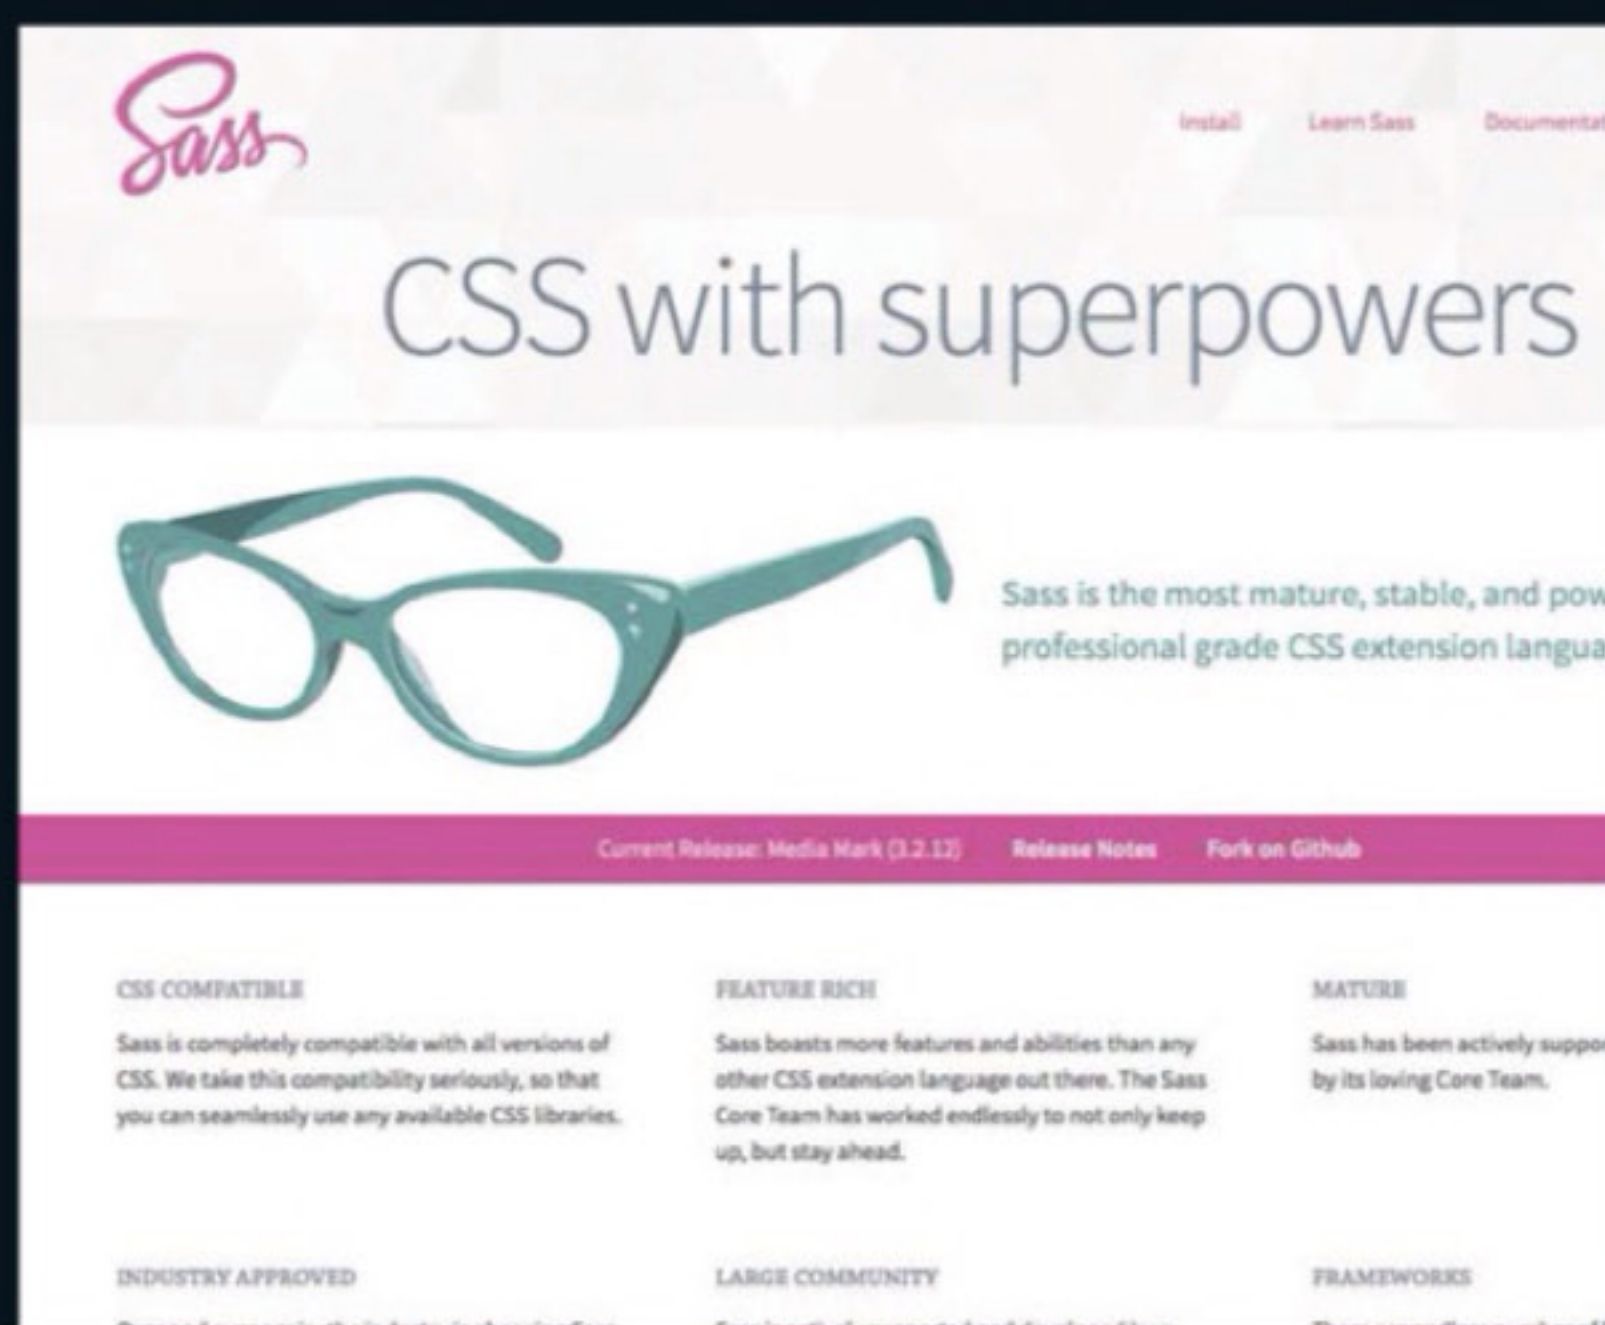 Sass
Install Learn Sass
CSS with superpowers
Sass is the most mature, stable, and
professional grade CSS extension
Current Release: Media Mark (3.2.12) Release Notes Fork on Github
CSS COMPATIBLE
Sass is completely compatible with all versions of
CSS. We take this compatibility seriously, so that
you can seamlessly use any available CSS libraries.
FEATURE RICH
Sass boasts more features and abilities than any
other CSS extension language out there. The Sass
Core Team has worked endlessly to not only keep
up, but stay ahead.
MATURE
Sass has been actively
by its loving Core Team.
INDUSTRY APPROVED
LARGE COMMUNITY
FRAMEWORKS